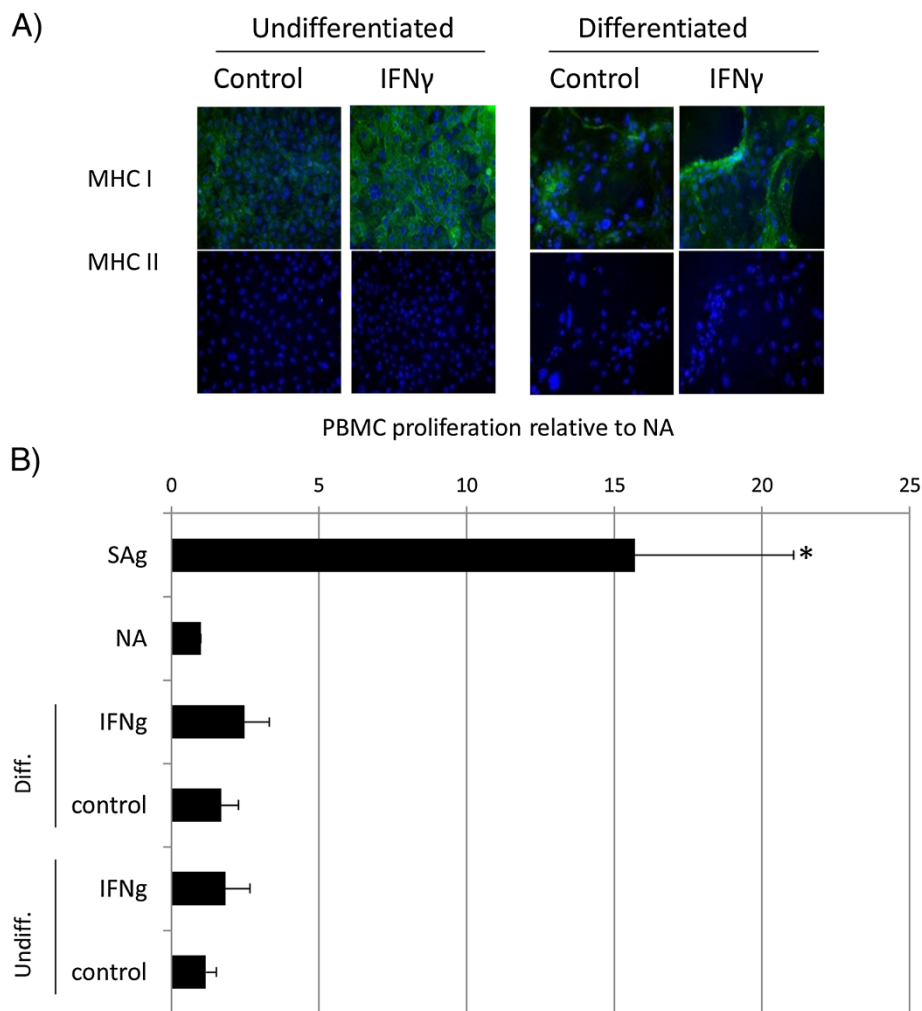 A)
Undifferentiated Differentiated
Control IFNγ Control IFNγ
MHC I
MHC II
PBMC proliferation relative to NA
B)
0 5 10 15 20 25
SAg
*
NA
Diff.
IFNg
control
Undiff.
IFNg
control